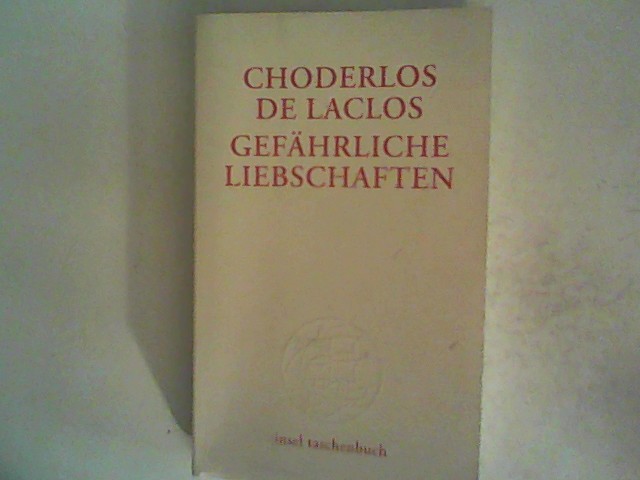 CHODERLOS
DE LACLOS
GEFÄHRLICHE
LIEBSCHAFTEN
insel taschenbuch